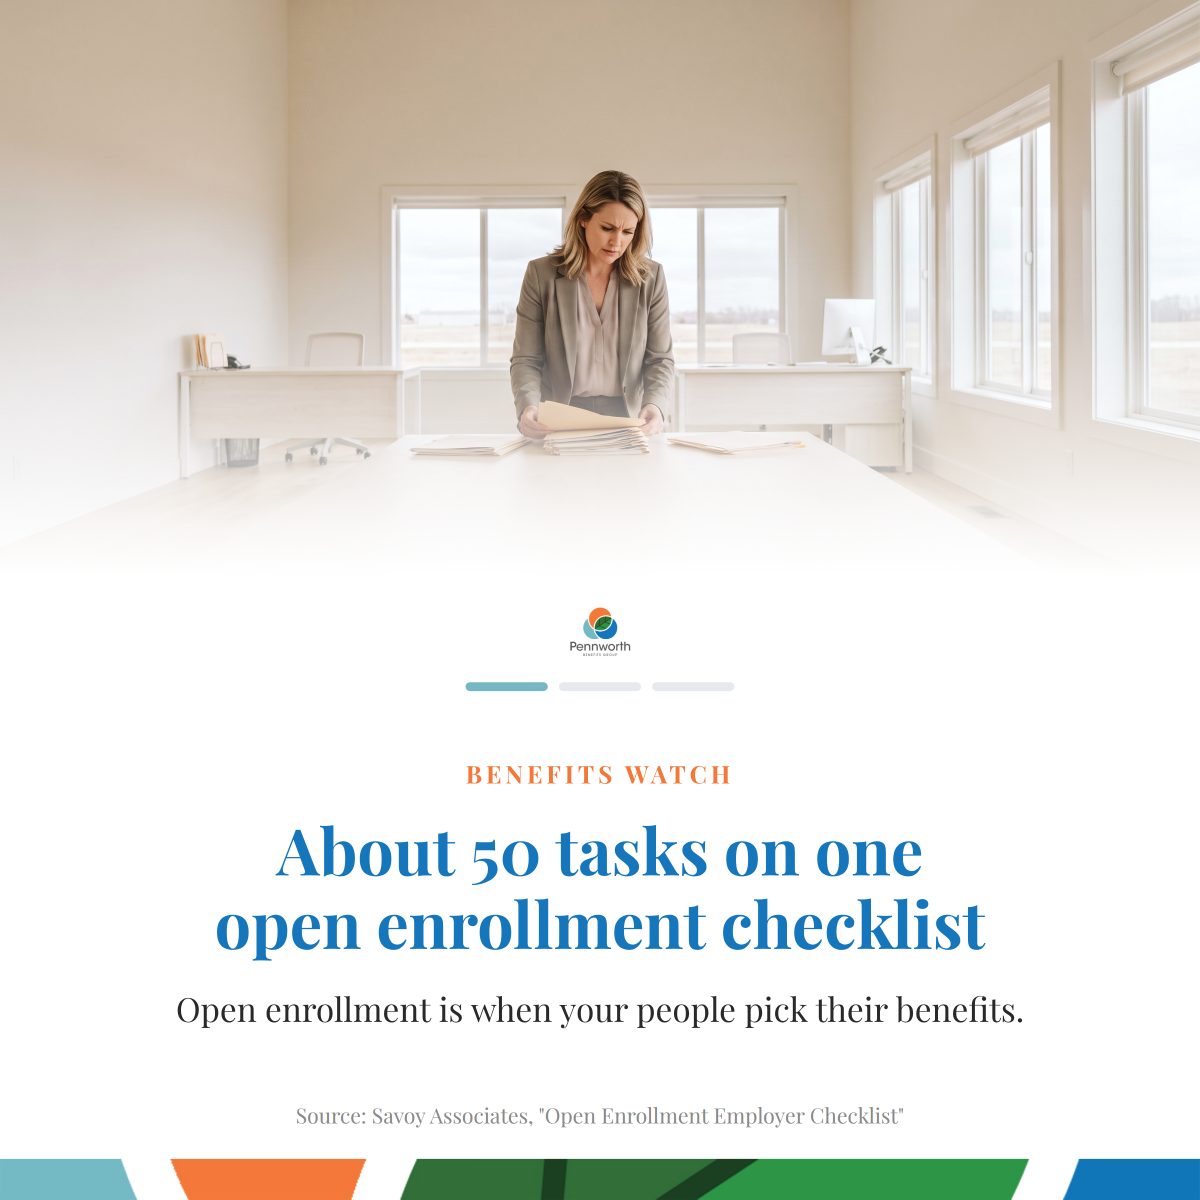 Pennworth
BENEFITS GROUP
BENEFITS WATCH
About 50 tasks on one
open enrollment checklist
Open enrollment is when your people pick their benefits.
Source: Savoy Associates, "Open Enrollment Employer Checklist"